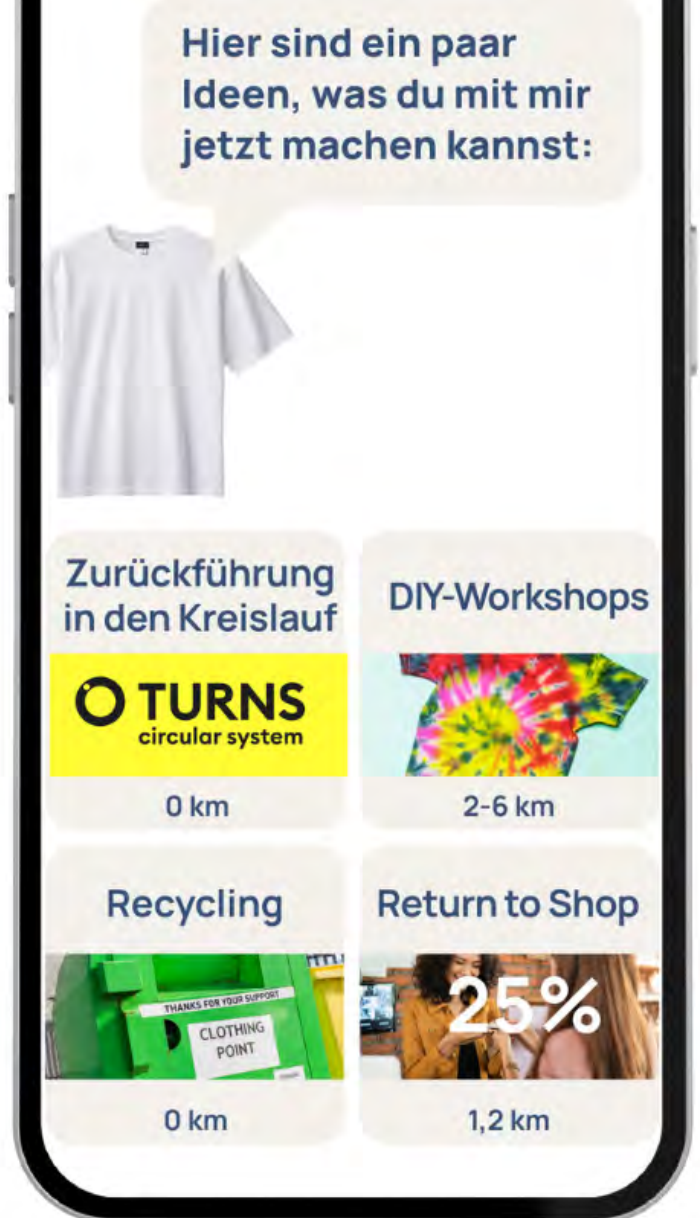 Hier sind ein paar
Ideen, was du mit mir
jetzt machen kannst:
Zurückführung
in den Kreislauf
TURNS
circular system
0 km
DIY-Workshops
2-6 km
Recycling
THANKS FOR YOUR SUPPORT
CLOTHING
POINT
0 km
Return to Shop
25%
1,2 km